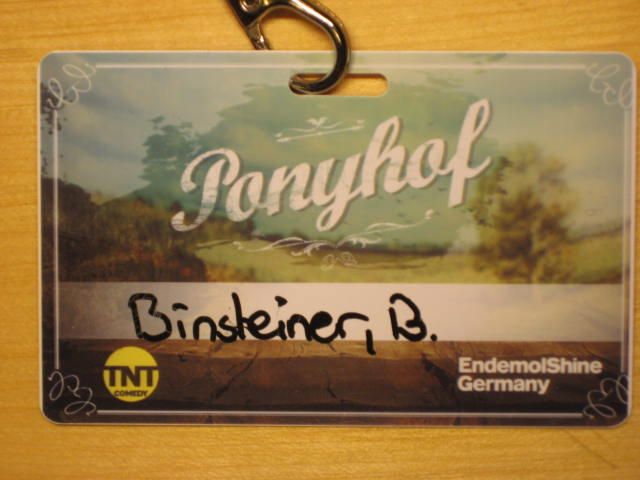 Ponyhof
Binsteiner, B.
TNT
COMEDY
EndemolShine
Germany